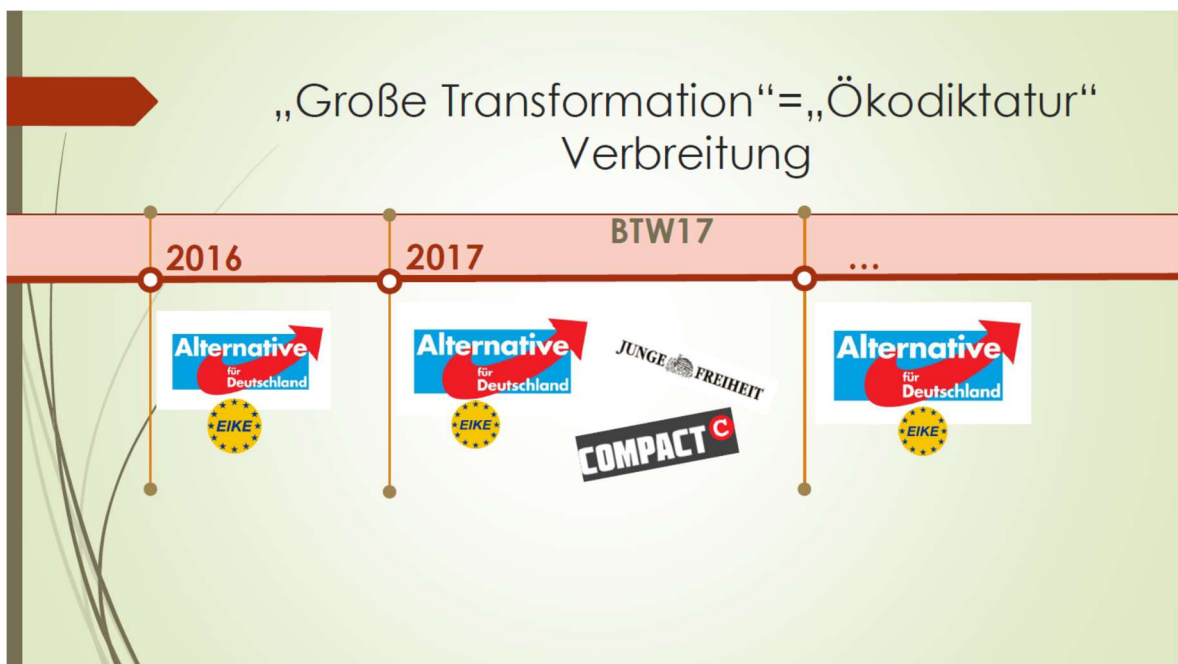 „Große Transformation“=„Ökodiktatur“
Verbreitung
BTW17
2016
2017
...
Alternative
für
Deutschland
EIKE
Alternative
für
Deutschland
EIKE
JUNGE FREIHEIT
COMPACT C
Alternative
für
Deutschland
EIKE